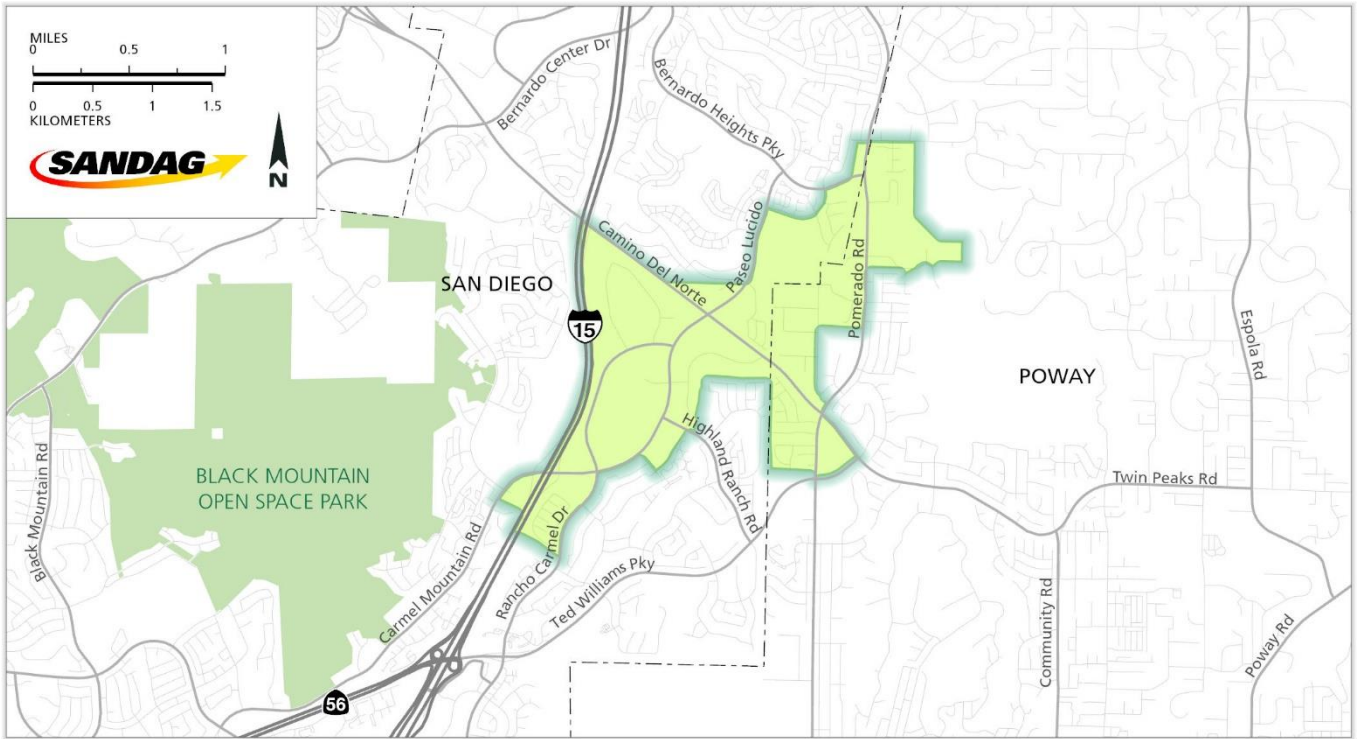 MILES
0 0.5 1
0 0.5 1 1.5
KILOMETERS
SANDAG
N
Bernardo Center Dr
Bernardo Heights Pky
Camino Del Norte
Paseo Lucido
Pomerado Rd
SAN DIEGO
15
Espola Rd
POWAY
Black Mountain Rd
BLACK MOUNTAIN
OPEN SPACE PARK
Highland Ranch Rd
Twin Peaks Rd
Carmel Mountain Rd
Rancho Carmel Dr
Ted Williams Pky
Community Rd
Poway Rd
56